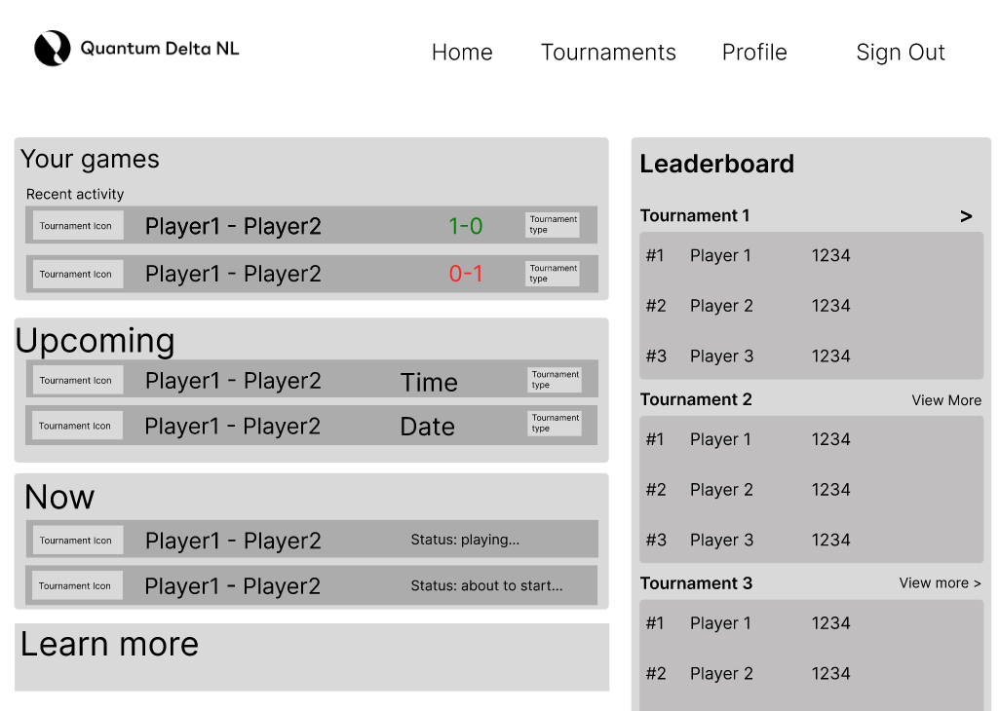 Quantum Delta NL
Home Tournaments Profile Sign Out
Your games
Recent activity
Tournament Icon Player1 - Player2 1-0 Tournament
type
Tournament Icon Player1 - Player2 0-1 Tournament
type
Upcoming
Tournament Icon Player1 - Player2 Time Tournament
type
Tournament Icon Player1 - Player2 Date Tournament
type
Now
Tournament Icon Player1 - Player2 Status: playing...
Tournament Icon Player1 - Player2 Status: about to start...
Learn more
Leaderboard
Tournament 1 >
#1 Player 1 1234
#2 Player 2 1234
#3 Player 3 1234
Tournament 2 View More
#1 Player 1 1234
#2 Player 2 1234
#3 Player 3 1234
Tournament 3 View more >
#1 Player 1 1234
#2 Player 2 1234